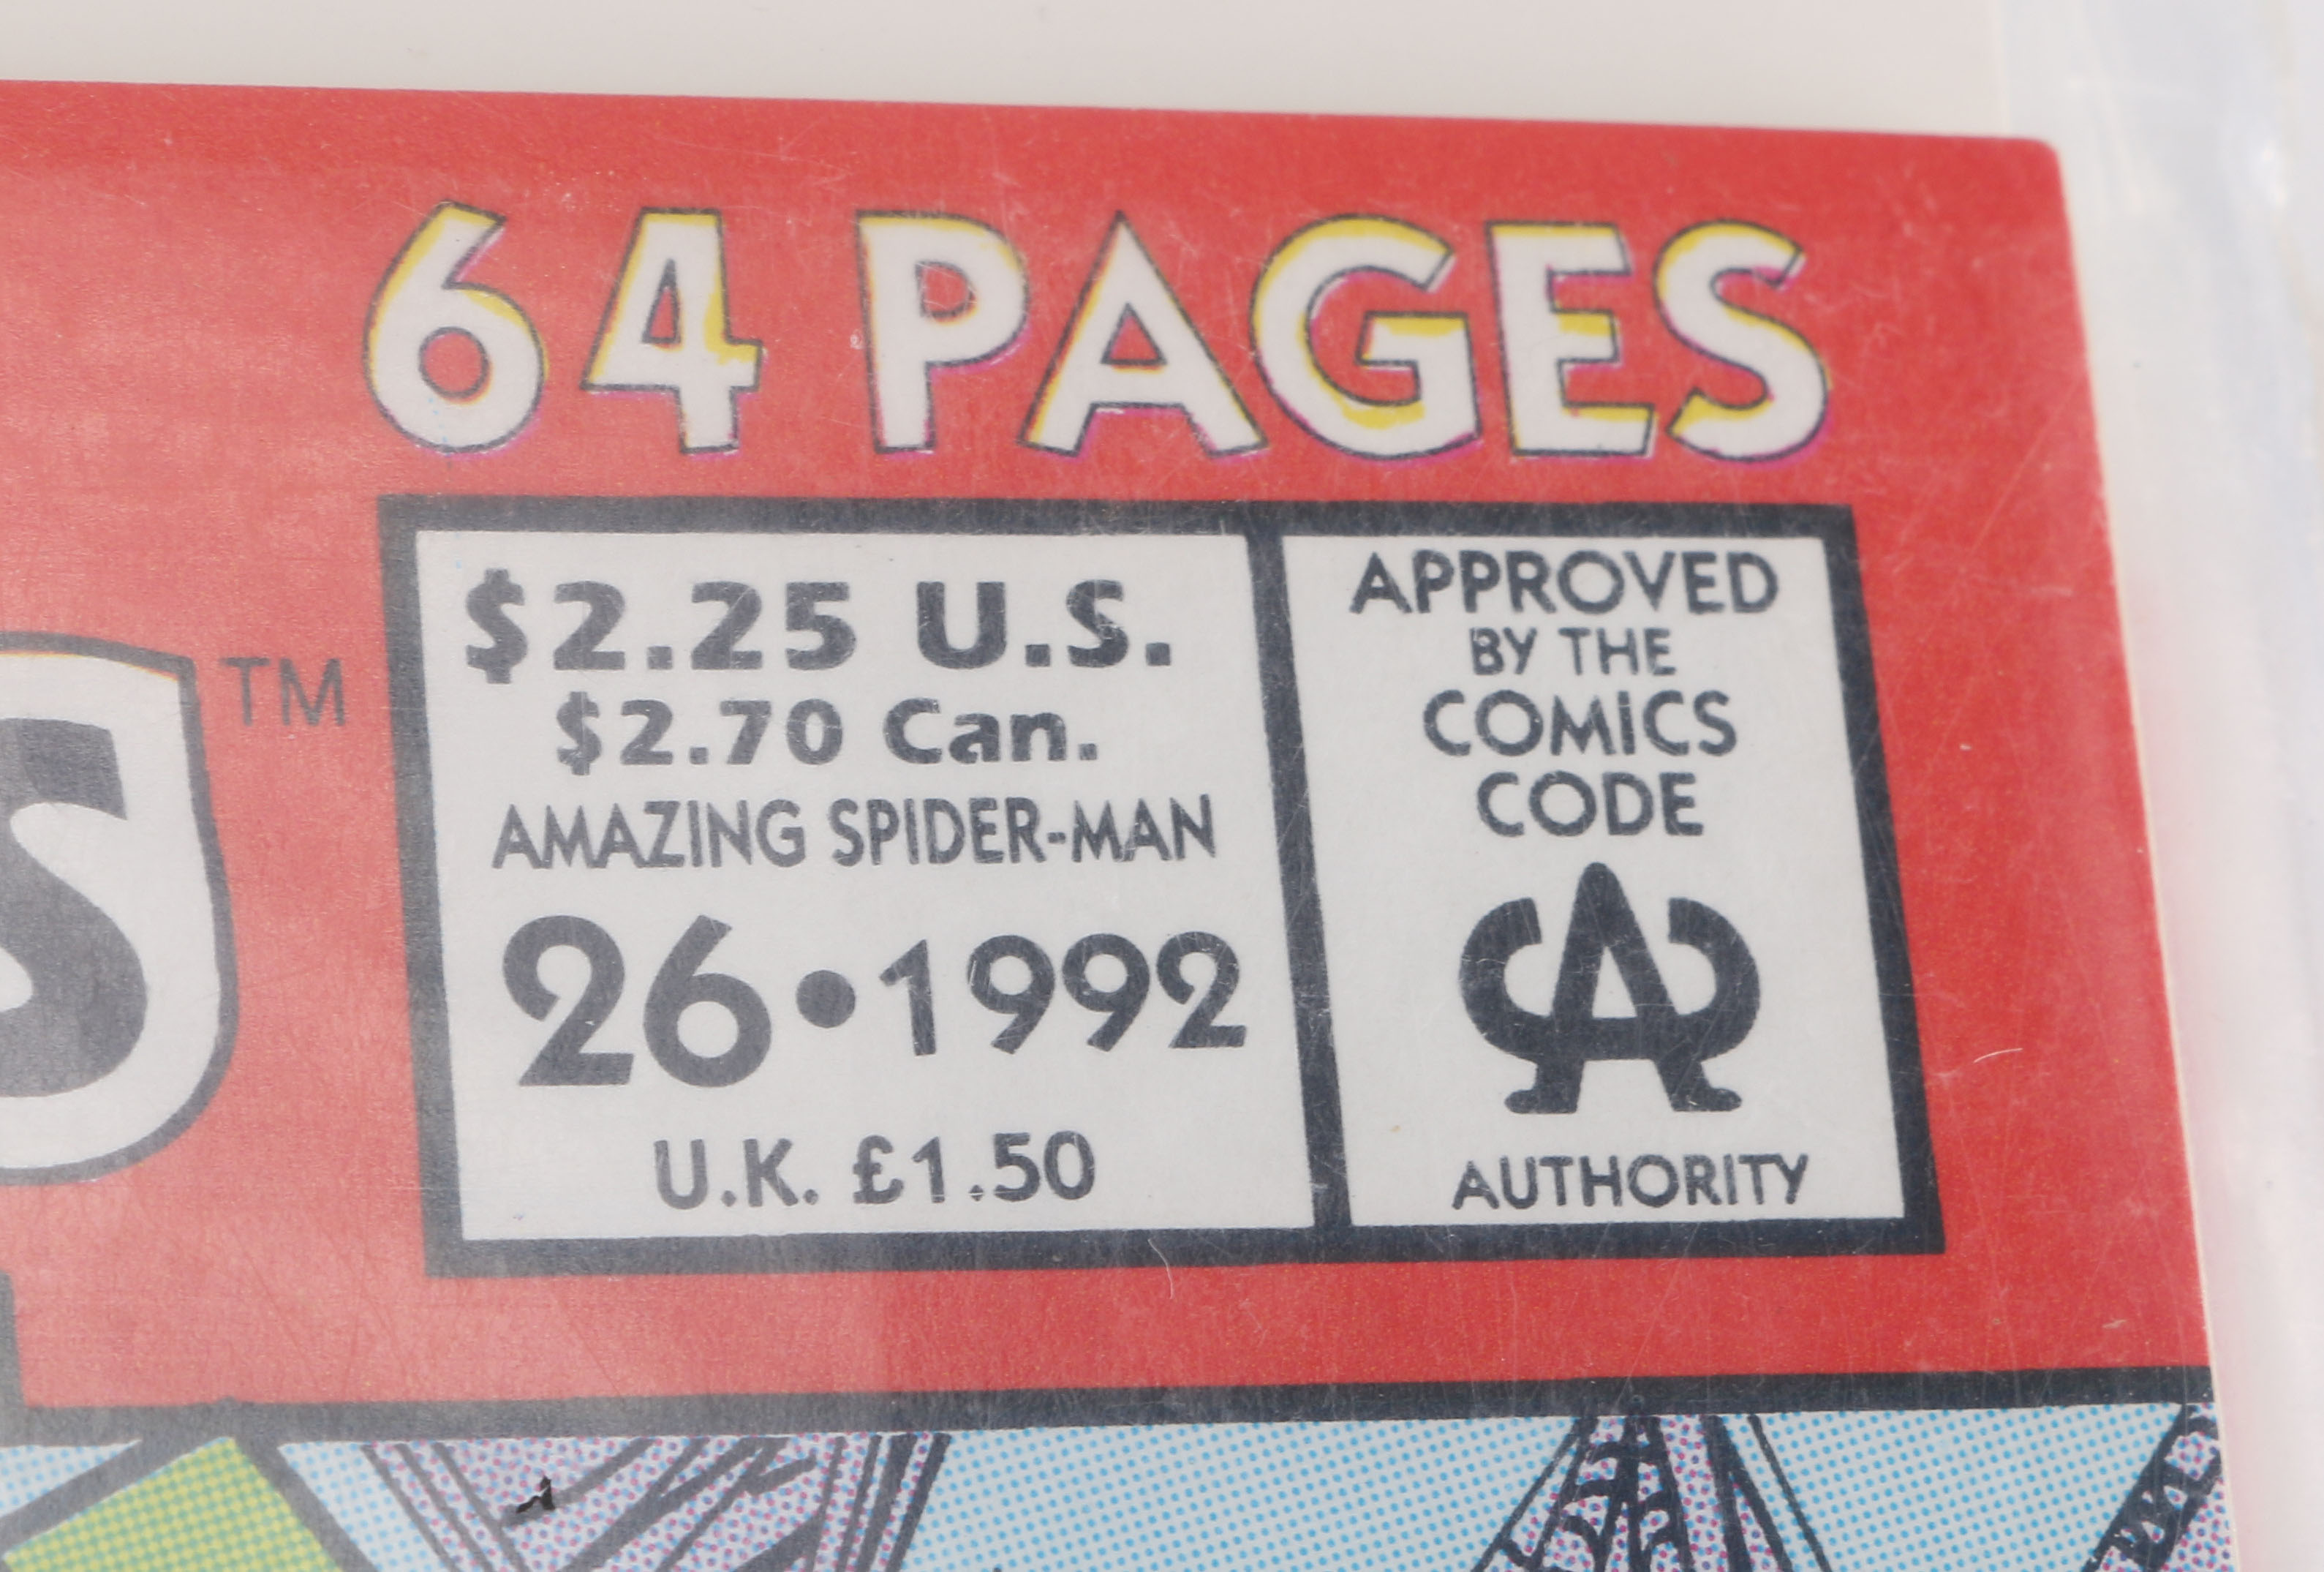 64 PAGES
S™
$2.25 U.S.
$2.70 Can.
AMAZING SPIDER-MAN
26•1992
U.K. £1.50
APPROVED
BY THE
COMICS
CODE
CA
AUTHORITY